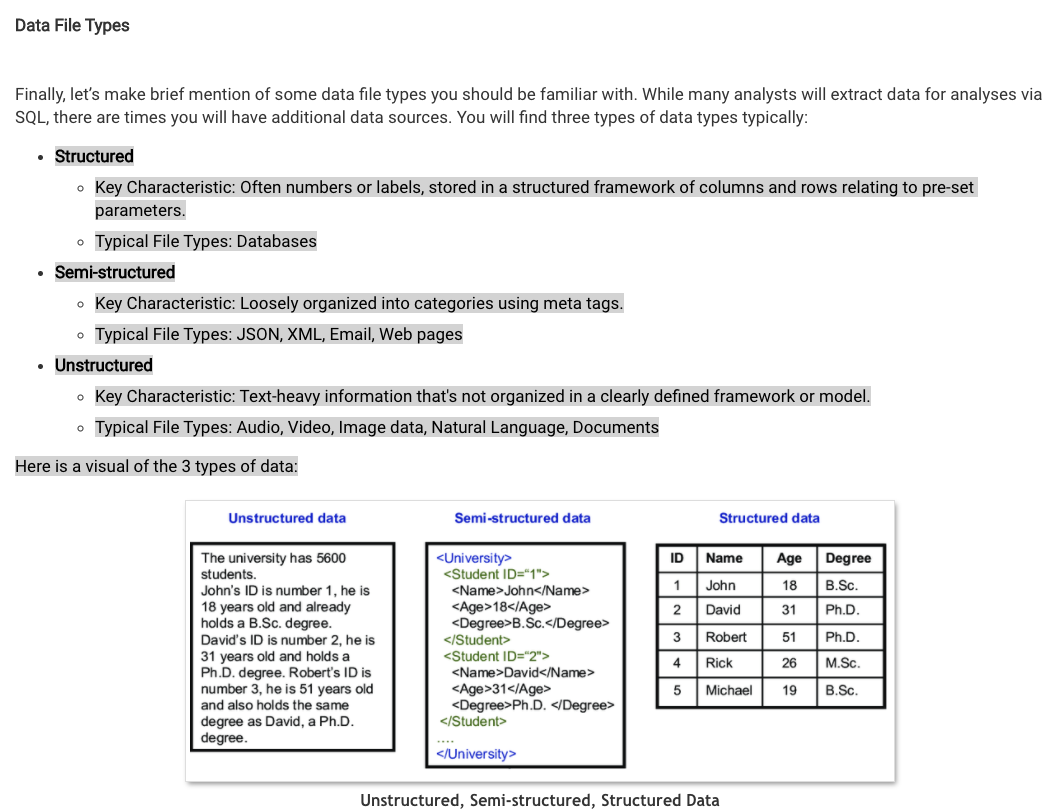 Data File Types
Finally, let’s make brief mention of some data file types you should be familiar with. While many analysts will extract data for analyses via
SQL, there are times you will have additional data sources. You will find three types of data types typically:
• Structured
◦ Key Characteristic: Often numbers or labels, stored in a structured framework of columns and rows relating to pre-set
parameters.
◦ Typical File Types: Databases
• Semi-structured
◦ Key Characteristic: Loosely organized into categories using meta tags.
◦ Typical File Types: JSON, XML, Email, Web pages
• Unstructured
◦ Key Characteristic: Text-heavy information that's not organized in a clearly defined framework or model.
◦ Typical File Types: Audio, Video, Image data, Natural Language, Documents
Here is a visual of the 3 types of data:
Unstructured data
The university has 5600
students.
John's ID is number 1, he is
18 years old and already
holds a B.Sc. degree.
David's ID is number 2, he is
31 years old and holds a
Ph.D. degree. Robert's ID is
number 3, he is 51 years old
and also holds the same
degree as David, a Ph.D.
degree.
Semi-structured data
<University>
<Student ID="1">
<Name>John</Name>
<Age>18</Age>
<Degree>B.Sc.</Degree>
</Student>
<Student ID="2">
<Name>David</Name>
<Age>31</Age>
<Degree>Ph.D. </Degree>
</Student>
....
</University>
Structured data
ID Name Age Degree
1 John 18 B.Sc.
2 David 31 Ph.D.
3 Robert 51 Ph.D.
4 Rick 26 M.Sc.
5 Michael 19 B.Sc.
Unstructured, Semi-structured, Structured Data